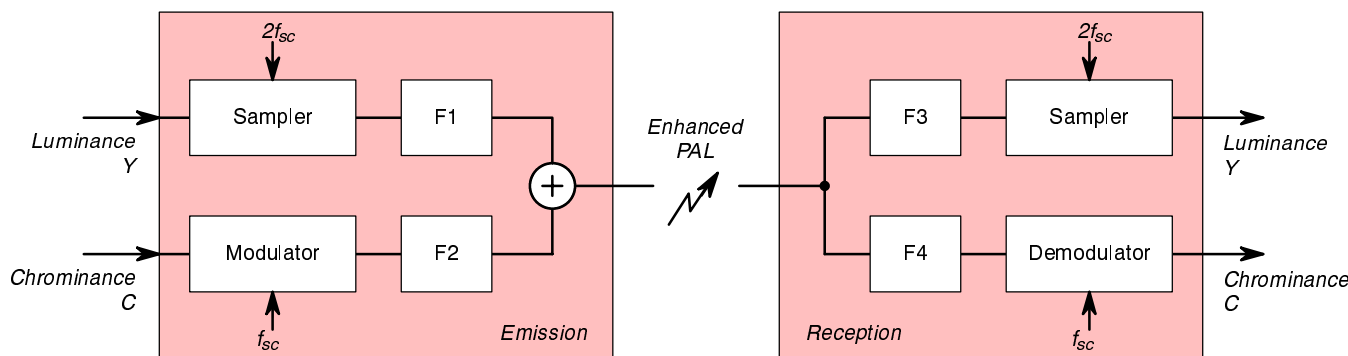 2fsc
2fsc
Sampler
F1
F3
Sampler
Luminance
Y
Enhanced
PAL
Luminance
Y
Modulator
F2
F4
Demodulator
Chrominance
C
Chrominance
C
fsc
Emission
Reception
fsc